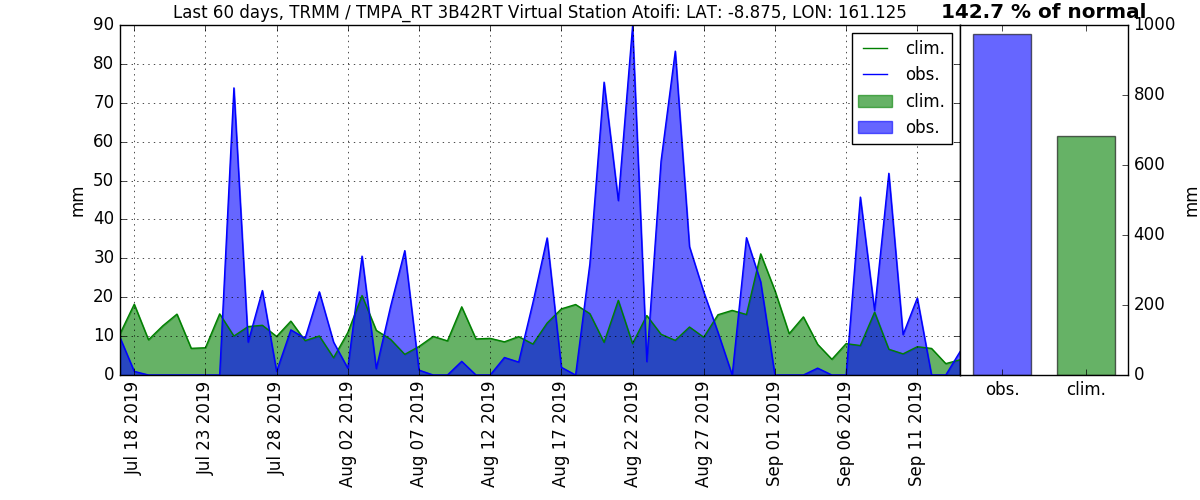 Last 60 days, TRMM / TMPA_RT 3B42RT Virtual Station Atoifi: LAT: -8.875, LON: 161.125
142.7 % of normal
90
80
70
60
50
40
30
20
10
0
mm
clim.
obs.
clim.
obs.
Jul 18 2019
Jul 23 2019
Jul 28 2019
Aug 02 2019
Aug 07 2019
Aug 12 2019
Aug 17 2019
Aug 22 2019
Aug 27 2019
Sep 01 2019
Sep 06 2019
Sep 11 2019
1000
800
600
400
200
0
mm
obs.
clim.